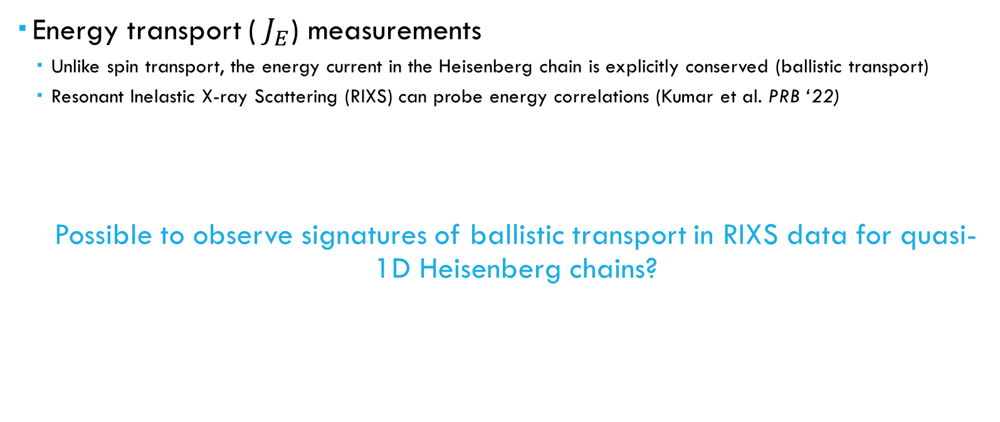 ▪ Energy transport ( J_E ) measurements
▪ Unlike spin transport, the energy current in the Heisenberg chain is explicitly conserved (ballistic transport)
▪ Resonant Inelastic X-ray Scattering (RIXS) can probe energy correlations (Kumar et al. PRB ‘22)
Possible to observe signatures of ballistic transport in RIXS data for quasi-
1D Heisenberg chains?